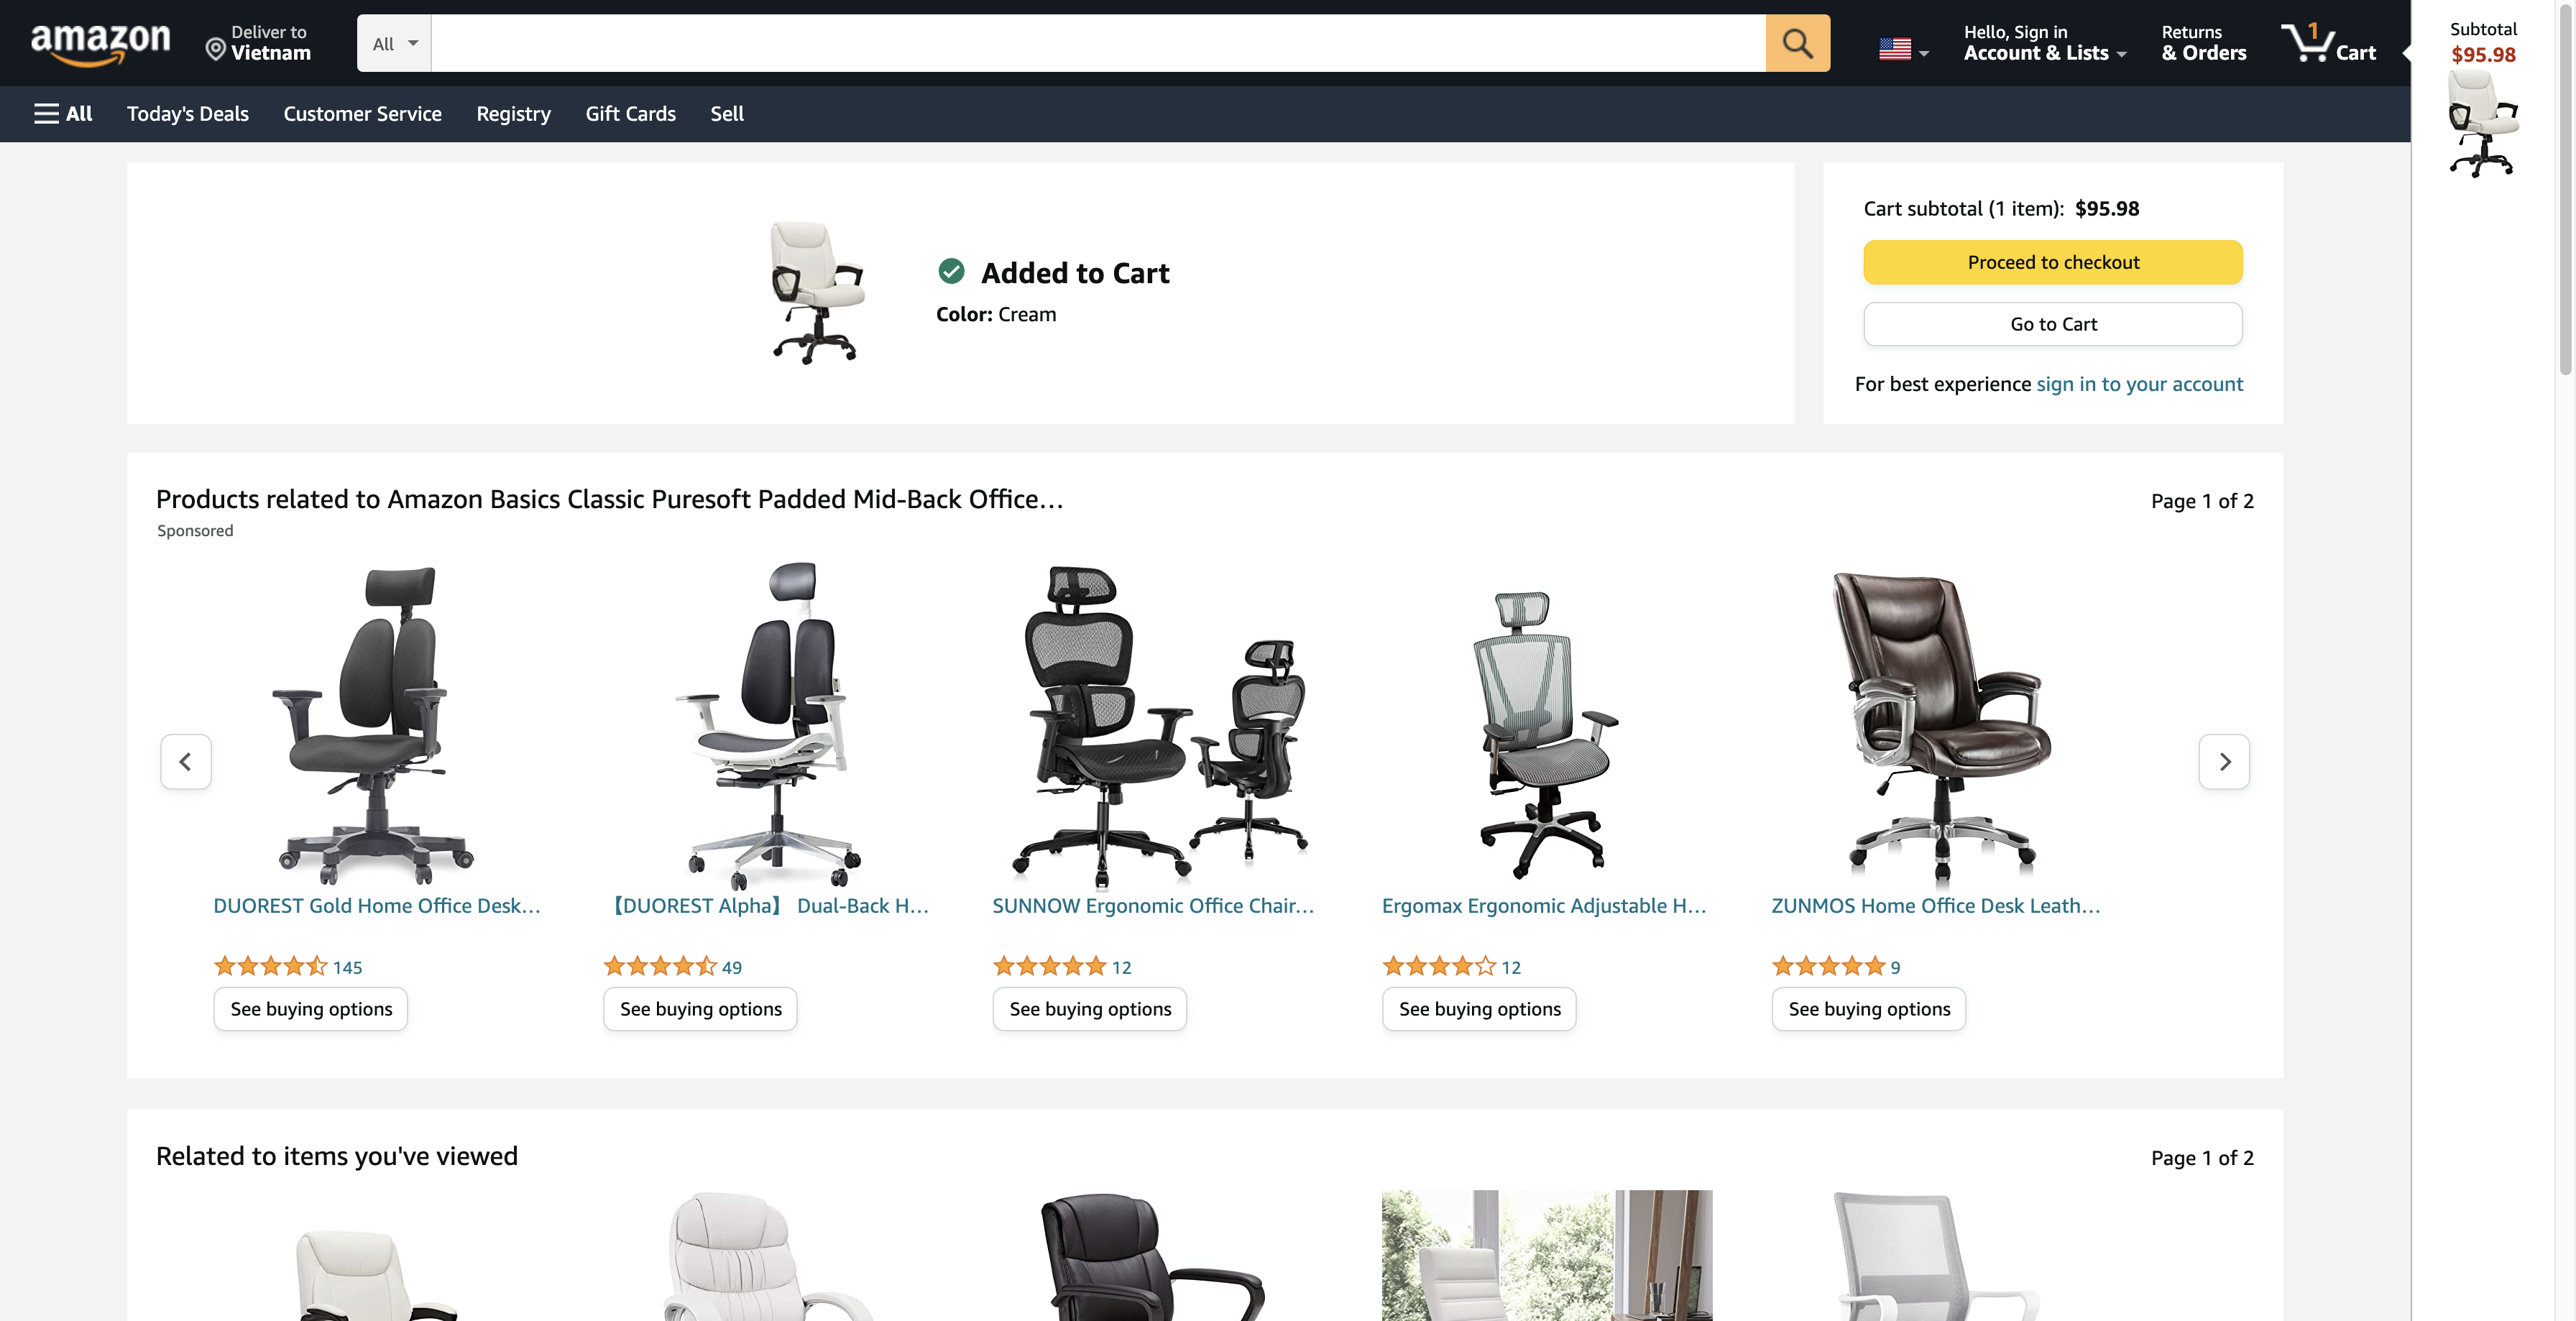 amazon
Deliver to
Vietnam
All
Hello, Sign in
Account & Lists
Returns
& Orders
1
Cart
Subtotal
$95.98
All
Today's Deals
Customer Service
Registry
Gift Cards
Sell
Added to Cart
Color: Cream
Cart subtotal (1 item): $95.98
Proceed to checkout
Go to Cart
For best experience sign in to your account
Products related to Amazon Basics Classic Puresoft Padded Mid-Back Office…
Page 1 of 2
Sponsored
DUOREST Gold Home Office Desk…
【DUOREST Alpha】 Dual-Back H…
SUNNOW Ergonomic Office Chair…
Ergomax Ergonomic Adjustable H…
ZUNMOS Home Office Desk Leath…
145
49
12
12
9
See buying options
See buying options
See buying options
See buying options
See buying options
Related to items you've viewed
Page 1 of 2